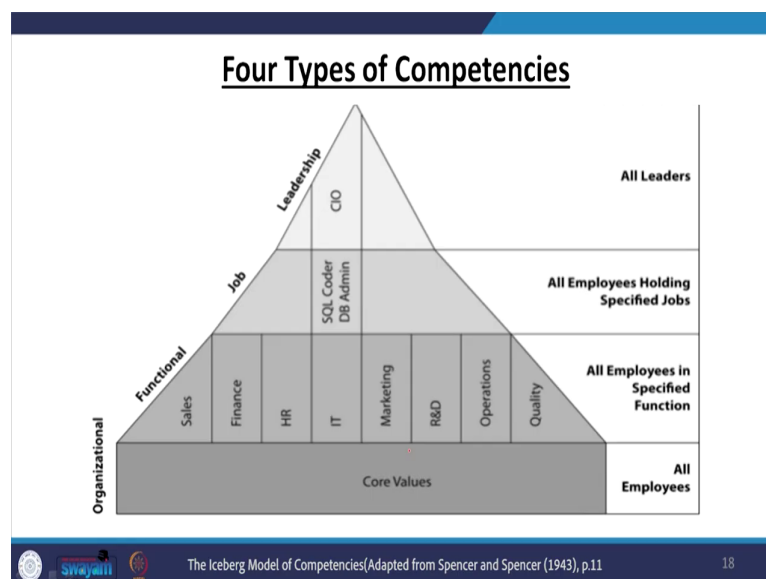 Four Types of Competencies
Leadership
CIO
All Leaders
Job
SQL Coder
DB Admin
All Employees Holding
Specified Jobs
Functional
Sales
Finance
HR
IT
Marketing
R&D
Operations
Quality
All Employees in
Specified
Function
Organizational
Core Values
All
Employees
swayam
The Iceberg Model of Competencies(Adapted from Spencer and Spencer (1943), p.11
18